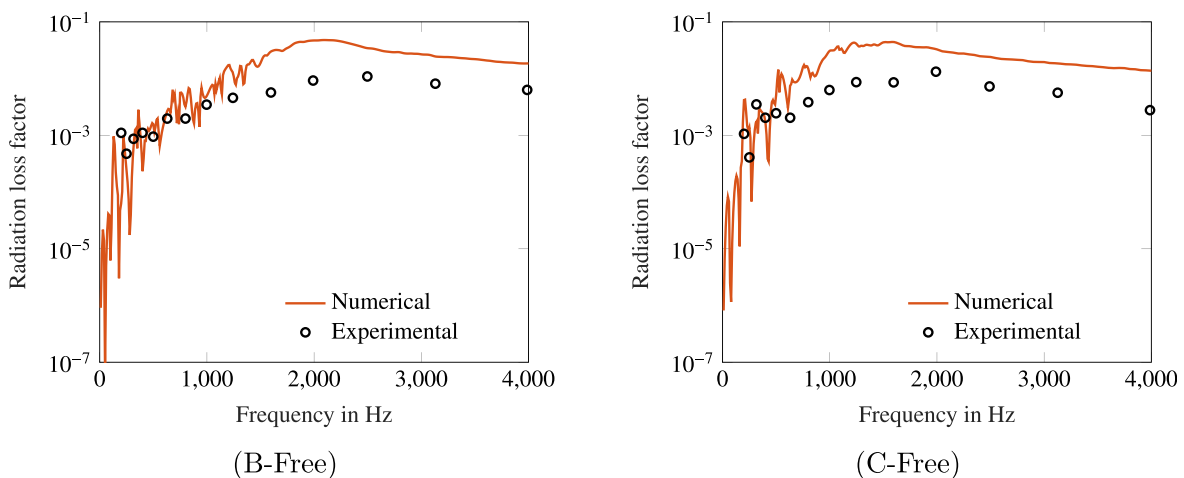 10−1
10−3
10−5
10−7
Radiation loss factor
Numerical
Experimental
0 1,000 2,000 3,000 4,000
Frequency in Hz
(B-Free)
10−1
10−3
10−5
10−7
Radiation loss factor
Numerical
Experimental
0 1,000 2,000 3,000 4,000
Frequency in Hz
(C-Free)